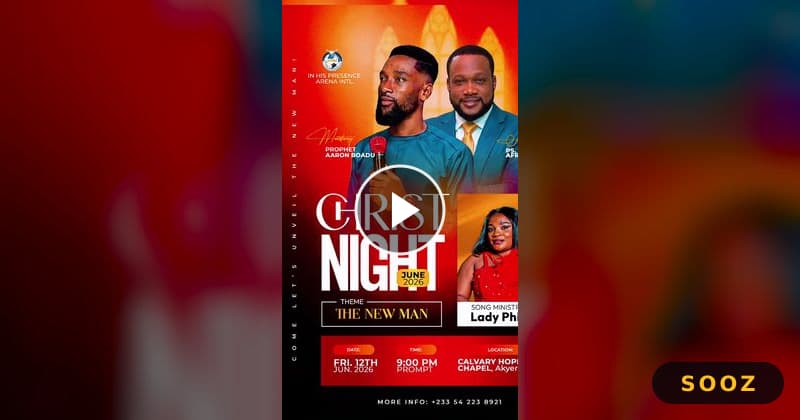 COME LET'S UNVEIL THE NEW MAN!
IN HIS PRESENCE
ARENA INTL.
PROPHET
AARON BOADU
PS.
CHRIST
NIGHT
JUNE
2026
THEME
THE NEW MAN
SONG MINIST
Lady Ph
DATE:
FRI. 12TH
JUN. 2026
TIME:
9:00 PM
PROMPT
LOCATION:
CALVARY HOP
CHAPEL, Akyer
MORE INFO: +233 54 223 8921
SOOZ